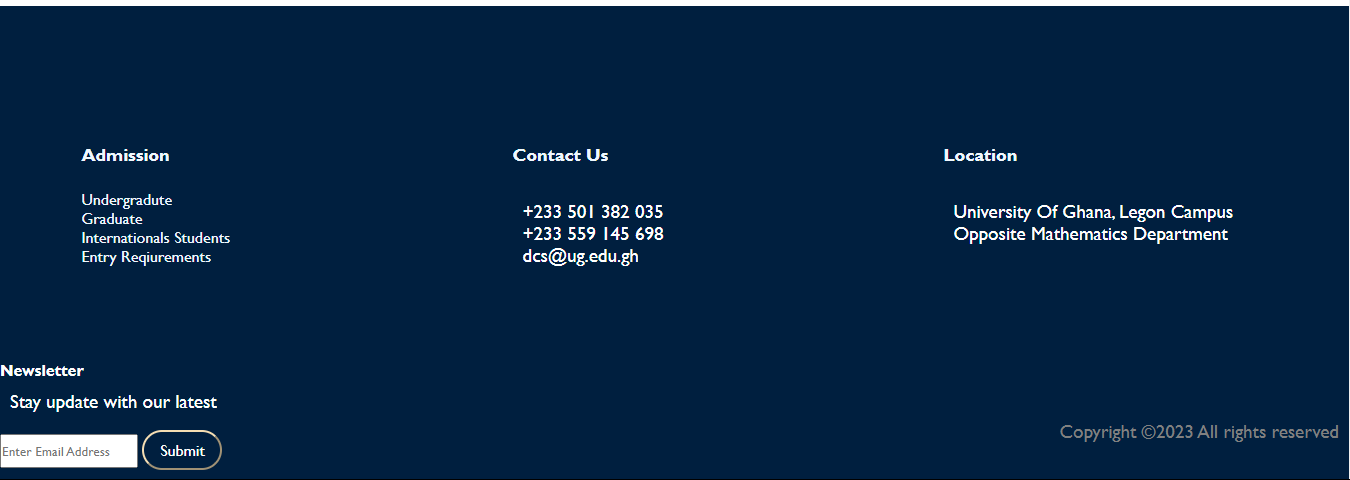 Admission
Undergradute
Graduate
Internationals Students
Entry Reqiurements
Contact Us
+233 501 382 035
+233 559 145 698
dcs@ug.edu.gh
Location
University Of Ghana, Legon Campus
Opposite Mathematics Department
Newsletter
Stay update with our latest
Enter Email Address
Submit
Copyright ©2023 All rights reserved